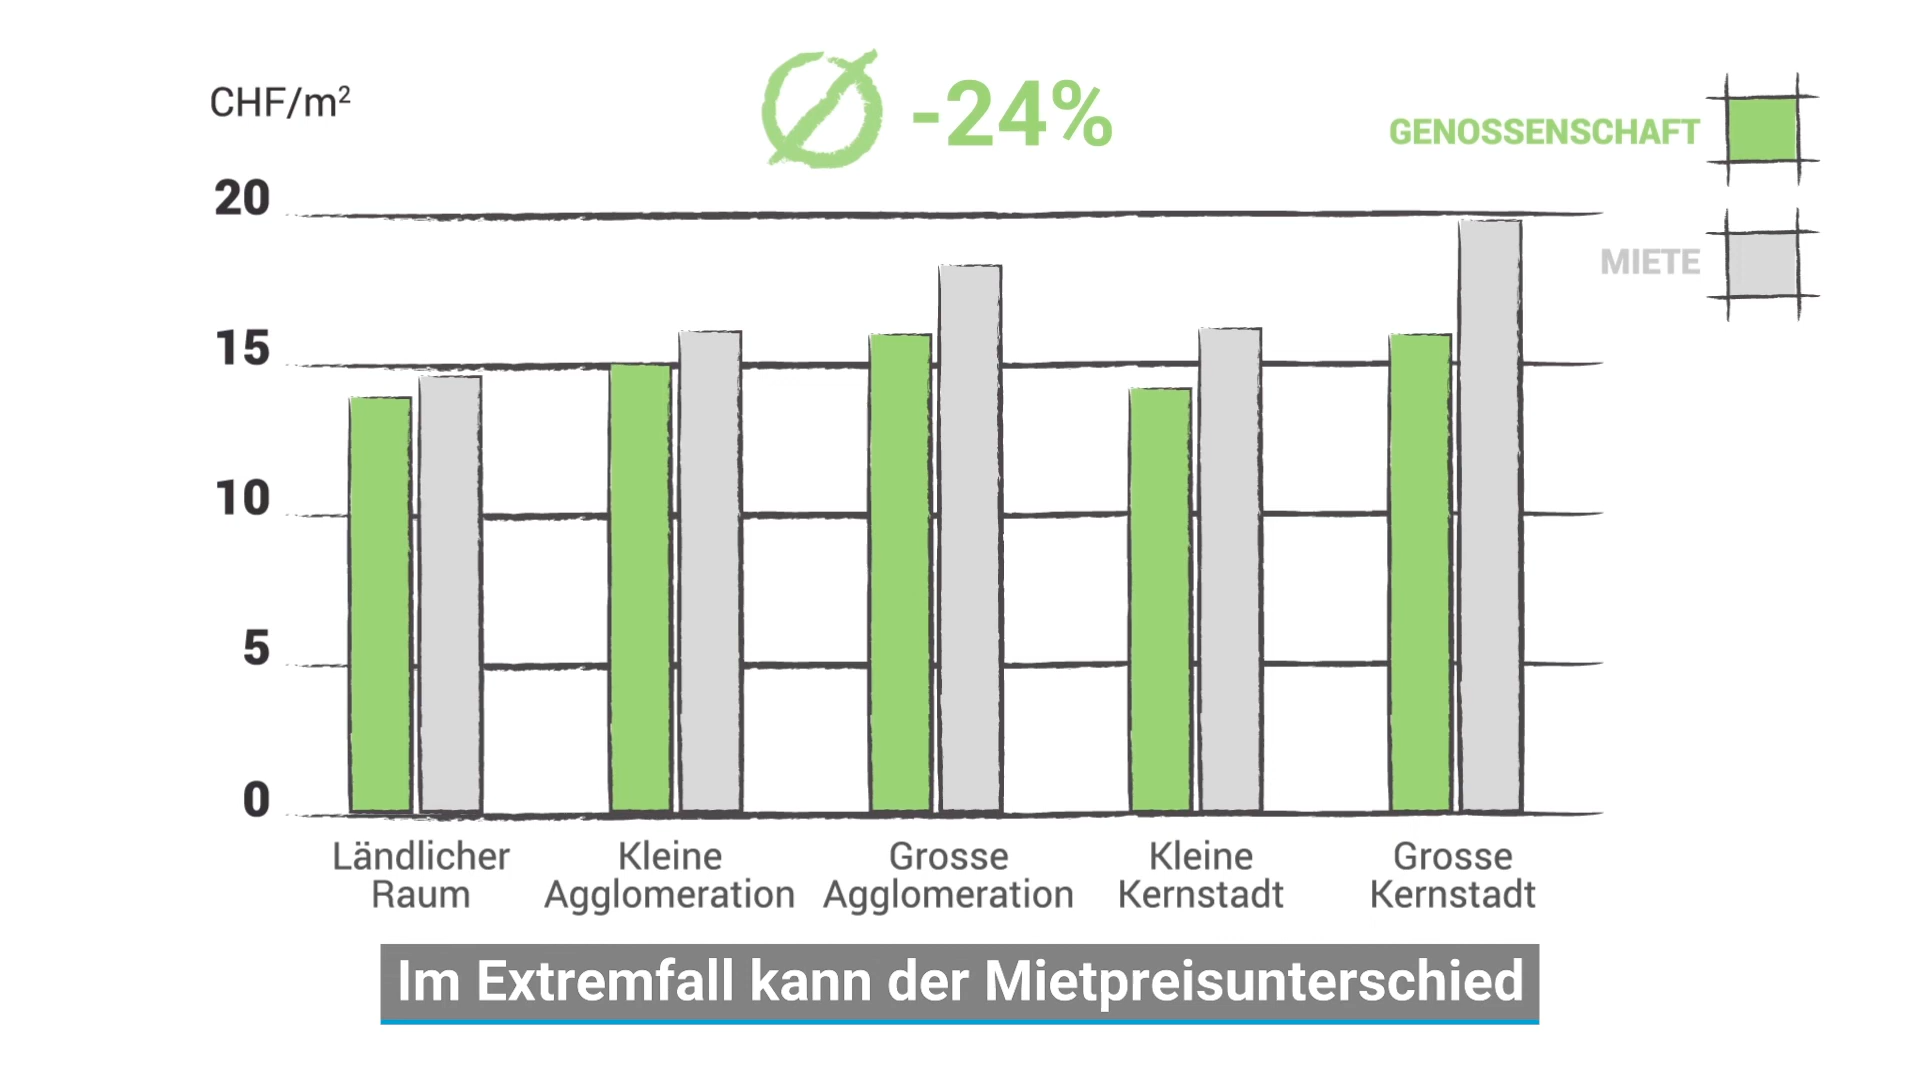 CHF/m²
Ø -24%
GENOSSENSCHAFT
MIETE
20
15
10
5
0
Ländlicher
Raum
Kleine
Agglomeration
Grosse
Agglomeration
Kleine
Kernstadt
Grosse
Kernstadt
Im Extremfall kann der Mietpreisunterschied